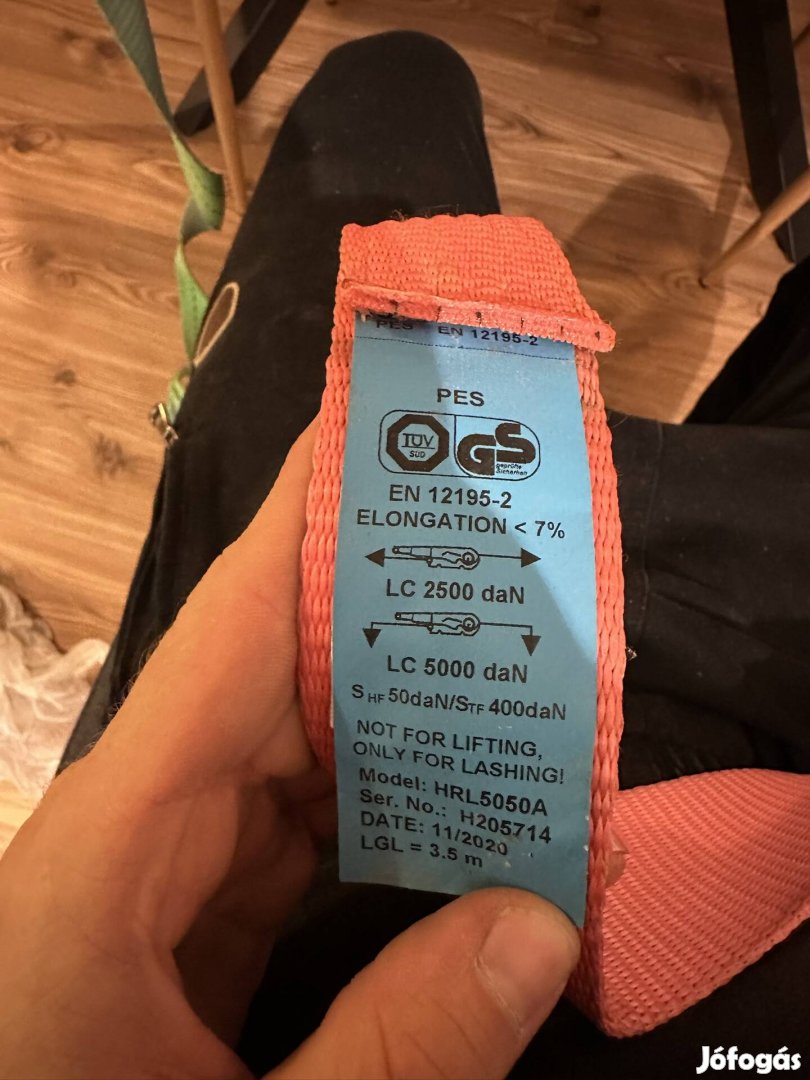 PES EN 12195-2
PES
TÜV
SÜD
GS
geprüfte
Sicherheit
EN 12195-2
ELONGATION < 7%
LC 2500 daN
LC 5000 daN
S HF 50daN/STF 400daN
NOT FOR LIFTING,
ONLY FOR LASHING!
Model: HRL5050A
Ser. No.: H205714
DATE: 11/2020
LGL = 3.5 m
Jófogás